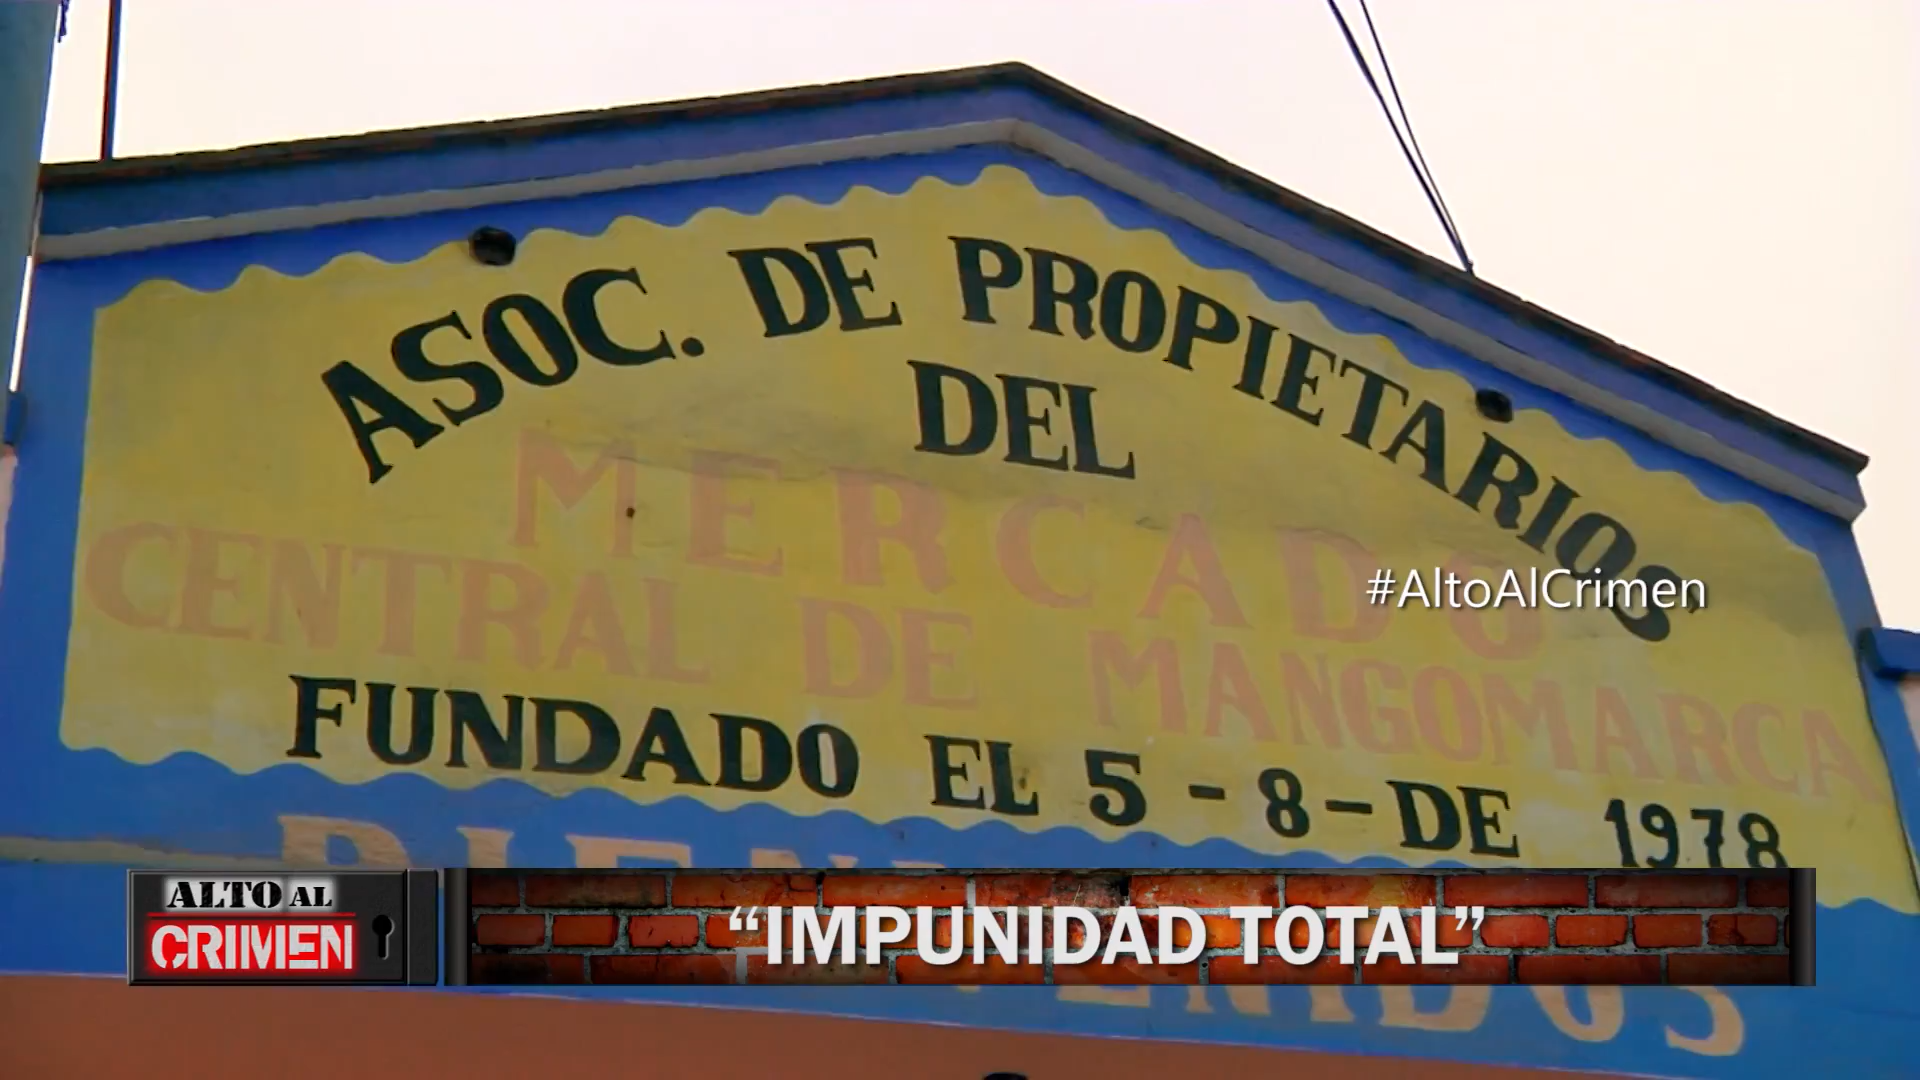 ASOC. DE PROPIETARIOS
DEL
MERCADO
CENTRAL DE MANGOMARCA
FUNDADO EL 5-8-DE 1978
#AltoAlCrimen
ALTO AL
CRIMEN
“IMPUNIDAD TOTAL”